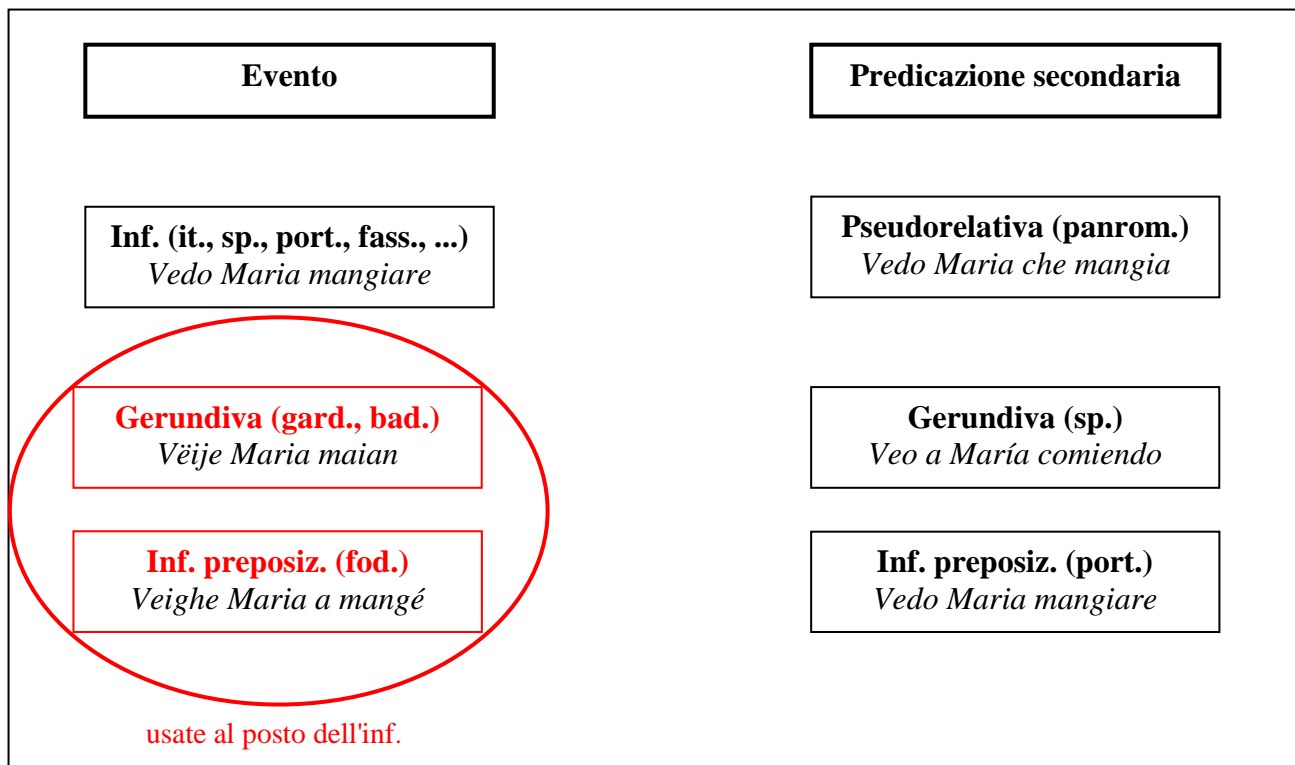 Evento
Predicazione secondaria
Inf. (it., sp., port., fass., ...)
Vedo Maria mangiare
Pseudorelativa (panrom.)
Vedo Maria che mangia
Gerundiva (gard., bad.)
Vëije Maria maian
Gerundiva (sp.)
Veo a María comiendo
Inf. preposiz. (fod.)
Veighe Maria a mangé
Inf. preposiz. (port.)
Vedo Maria mangiare
usate al posto dell'inf.